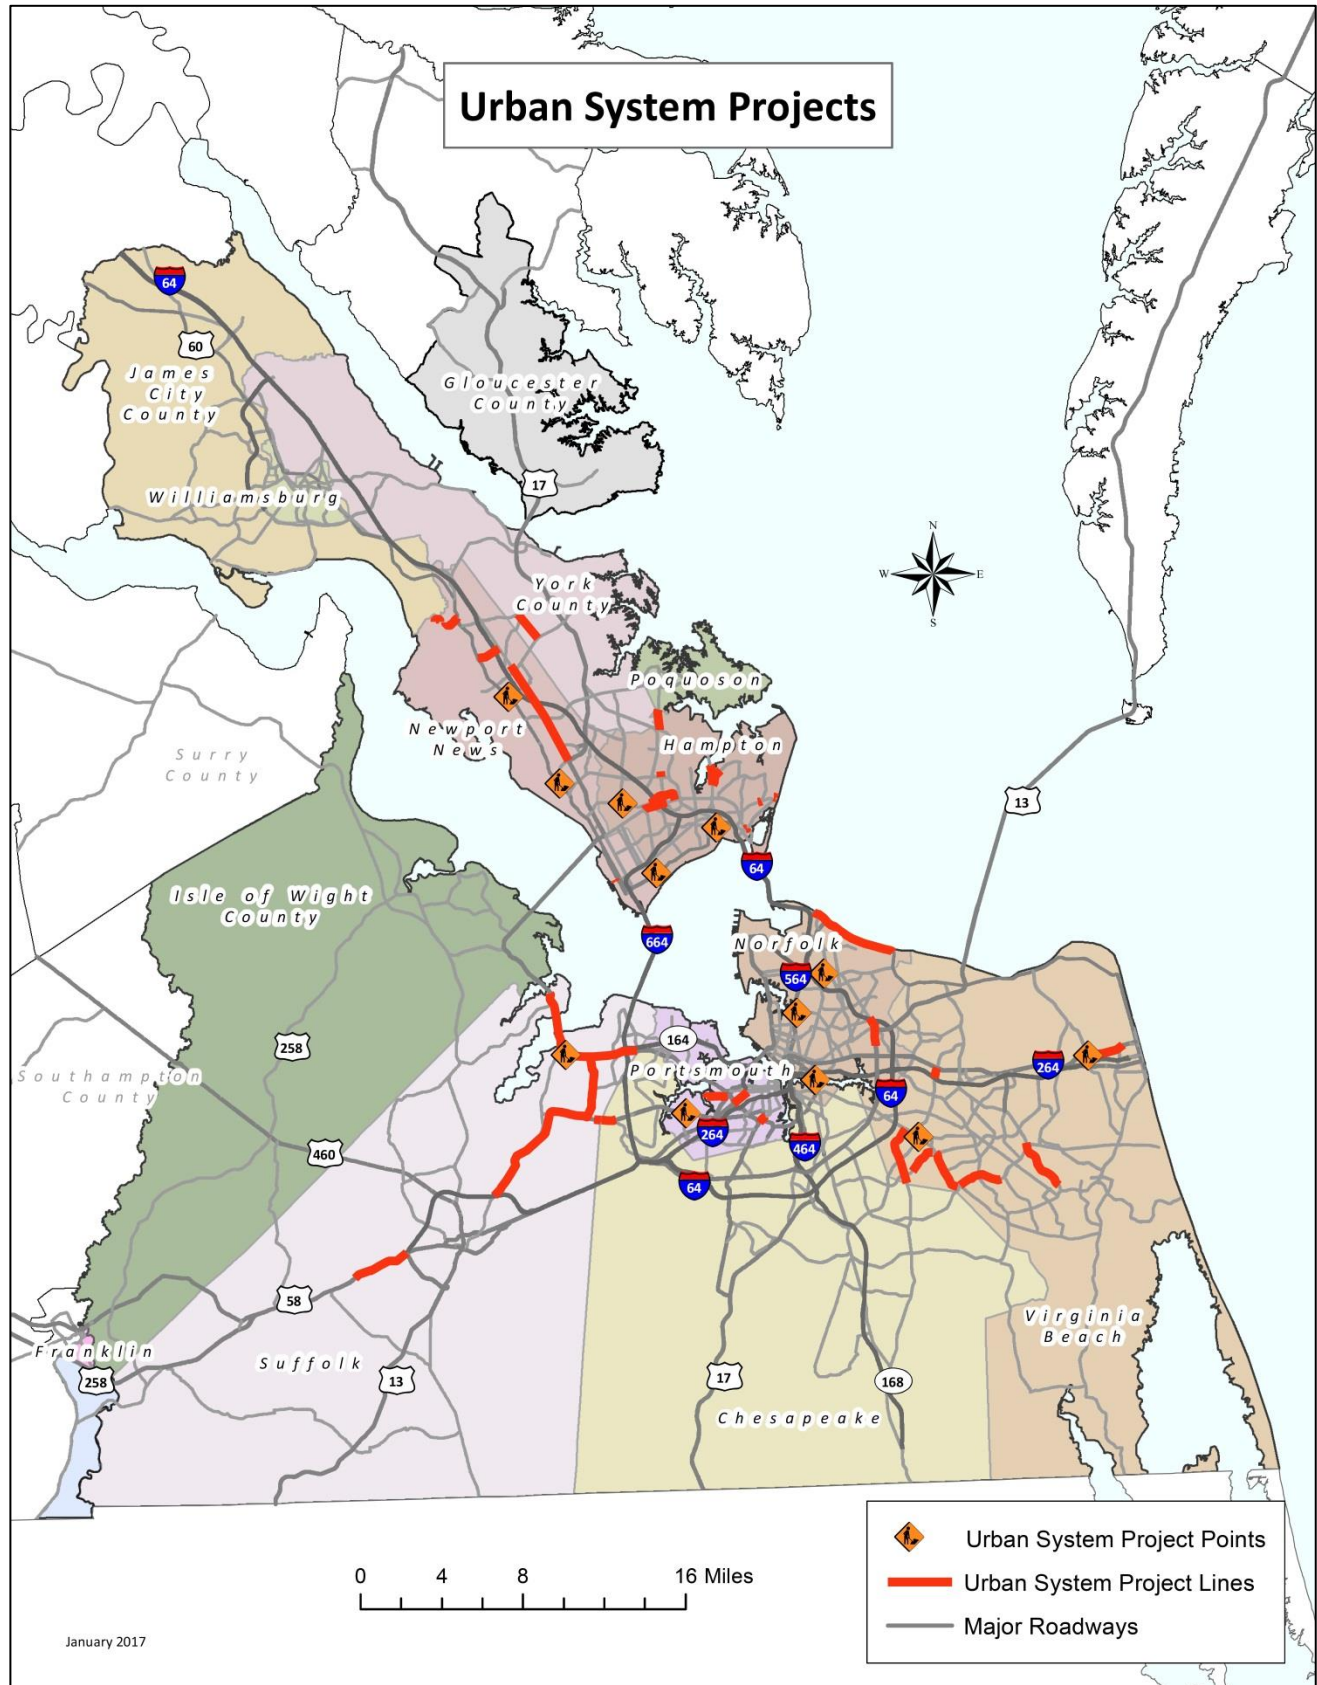 Urban System Projects
64
60
James
City
County
Gloucester
County
Williamsburg
17
N
W
E
S
York
County
Poquoson
Newport
News
Hampton
Surry
County
13
64
Isle of Wight
County
664
Norfolk
564
258
164
264
Southampton
County
Portsmouth
64
264
464
460
64
58
Virginia
Beach
Franklin
Suffolk
258
13
17
168
Chesapeake
Urban System Project Points
Urban System Project Lines
Major Roadways
0 4 8 16 Miles
January 2017